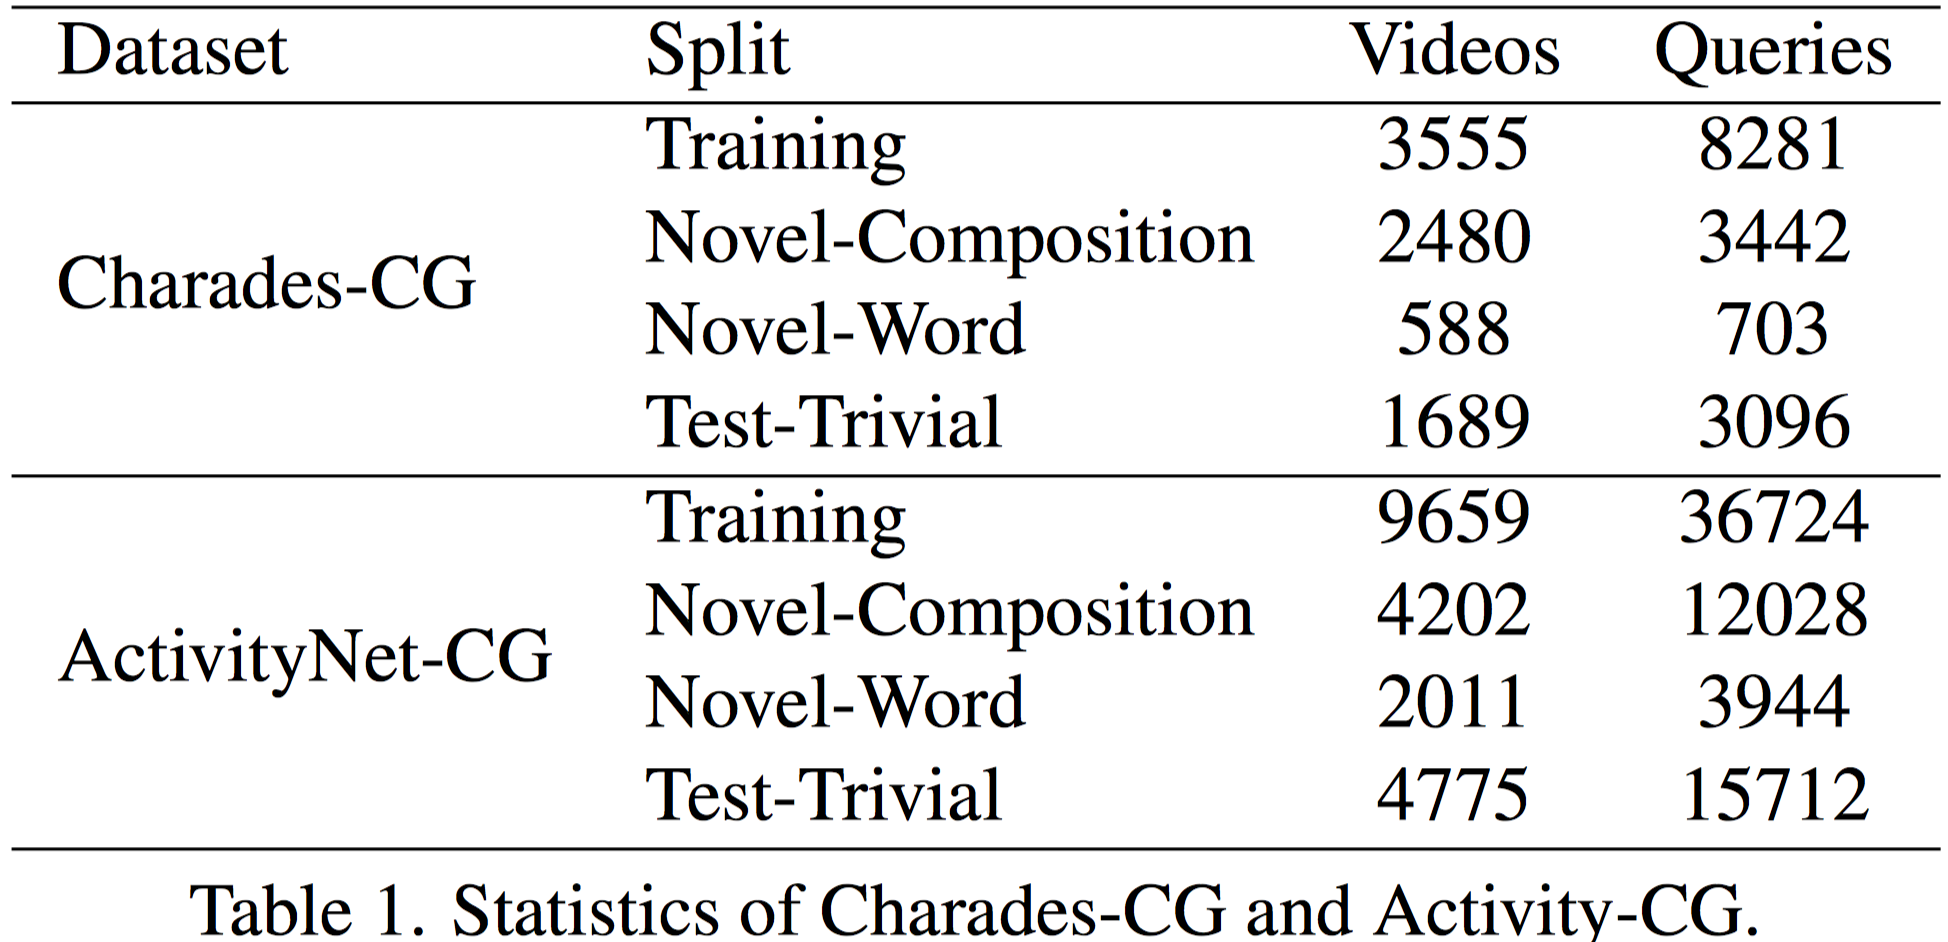 Dataset Split Videos Queries
Training 3555 8281
Novel-Composition 2480 3442
Charades-CG
Novel-Word 588 703
Test-Trivial 1689 3096
Training 9659 36724
Novel-Composition 4202 12028
ActivityNet-CG
Novel-Word 2011 3944
Test-Trivial 4775 15712
Table 1. Statistics of Charades-CG and Activity-CG.